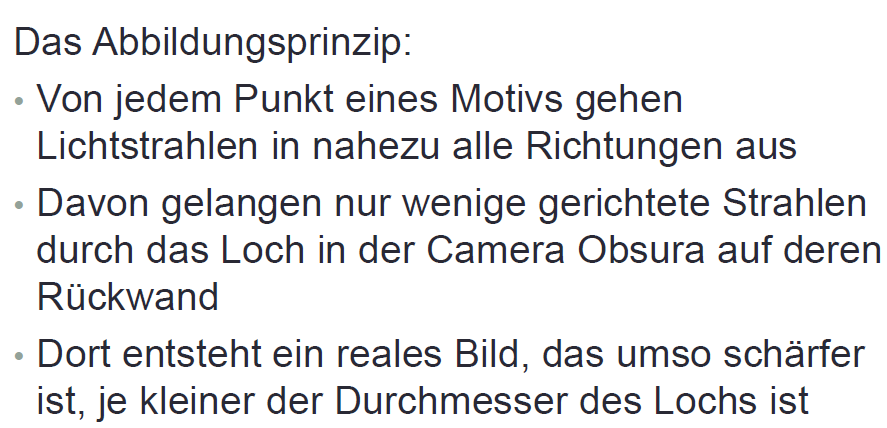 Das Abbildungsprinzip:
• Von jedem Punkt eines Motivs gehen
Lichtstrahlen in nahezu alle Richtungen aus
• Davon gelangen nur wenige gerichtete Strahlen
durch das Loch in der Camera Obsura auf deren
Rückwand
• Dort entsteht ein reales Bild, das umso schärfer
ist, je kleiner der Durchmesser des Lochs ist